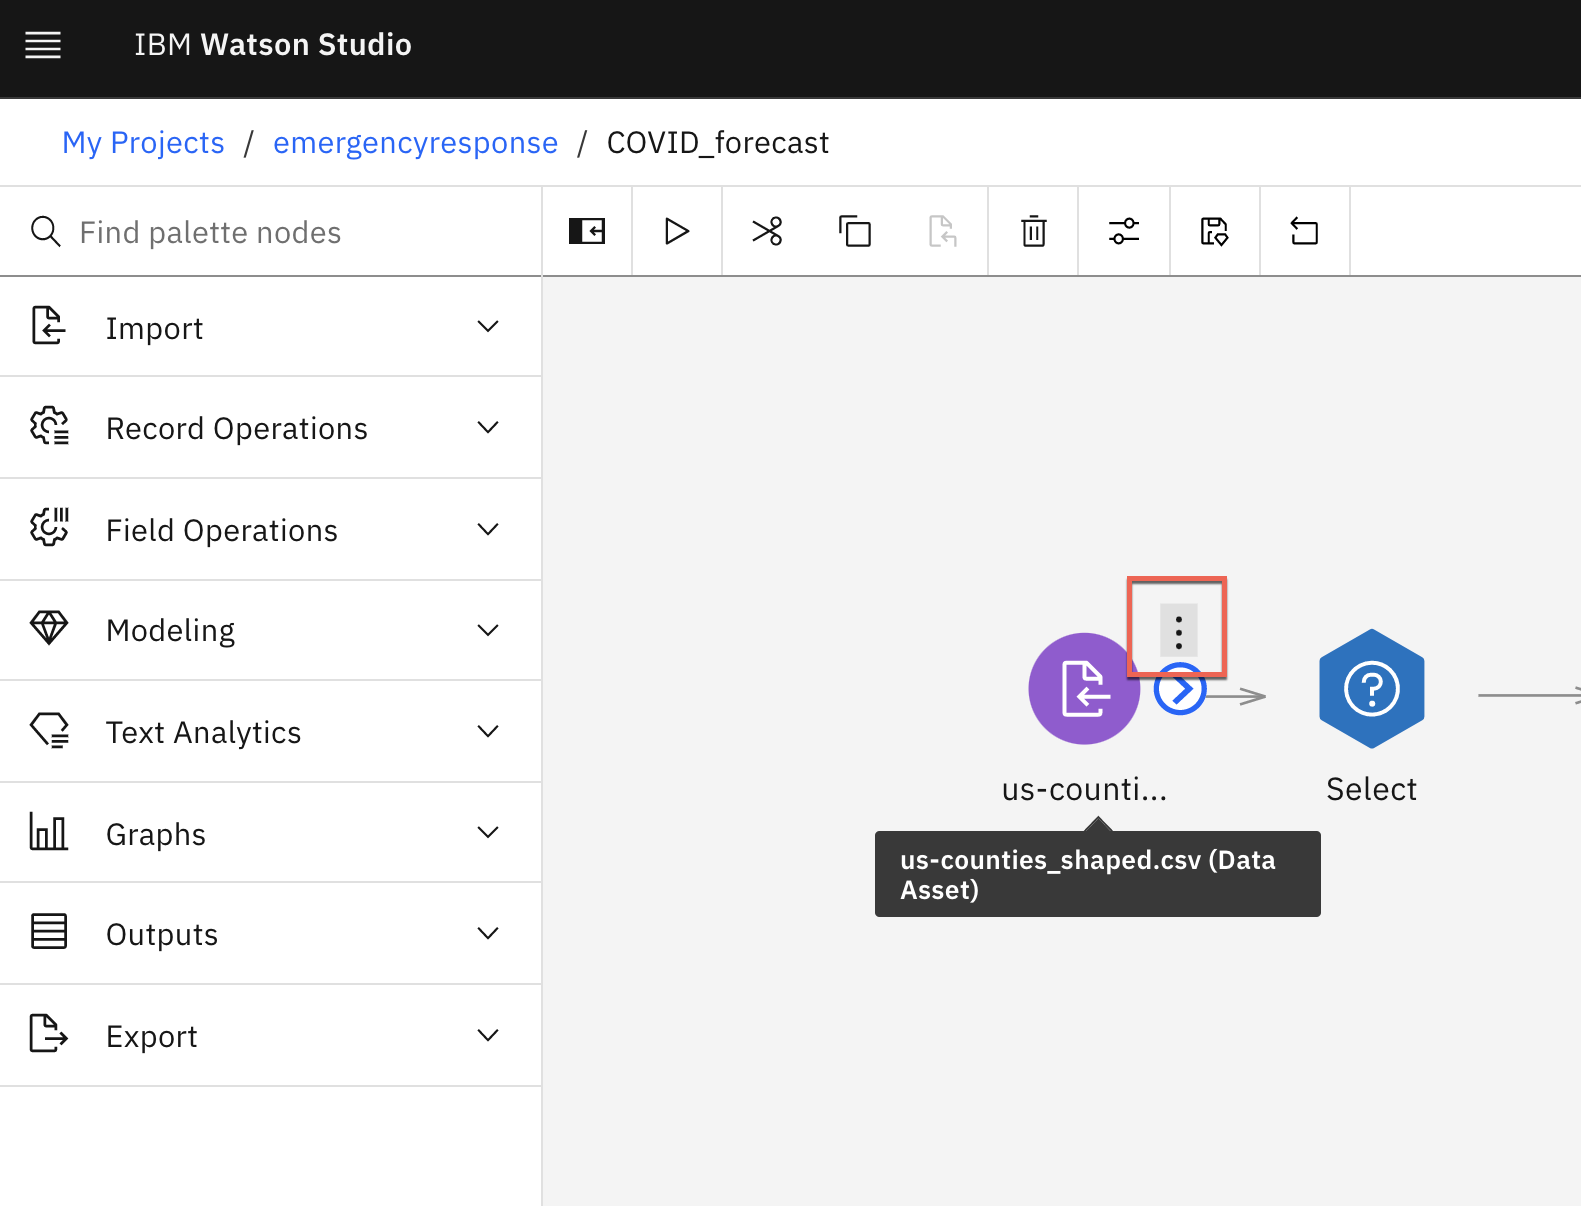 IBM Watson Studio
My Projects / emergencyresponse / COVID_forecast
Find palette nodes
Import
Record Operations
Field Operations
Modeling
Text Analytics
Graphs
Outputs
Export
us-counti...
Select
us-counties_shaped.csv (Data
Asset)